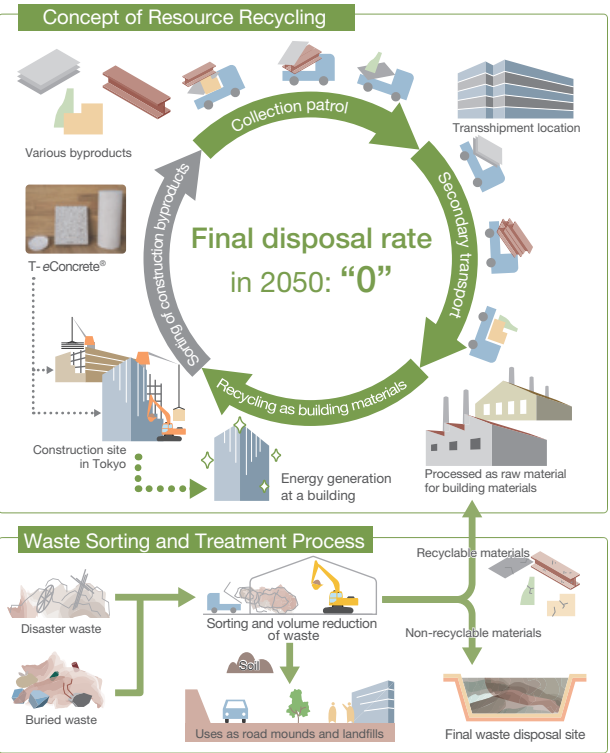 Concept of Resource Recycling
Various byproducts
Collection patrol
Transshipment location
Secondary transport
Sorting of construction byproducts
Final disposal rate
in 2050: “0”
T-eConcrete®
Recycling as building materials
Construction site
in Tokyo
Energy generation
at a building
Processed as raw material
for building materials
Waste Sorting and Treatment Process
Recyclable materials
Disaster waste
Sorting and volume reduction
of waste
Non-recyclable materials
Soil
Buried waste
Uses as road mounds and landfills
Final waste disposal site